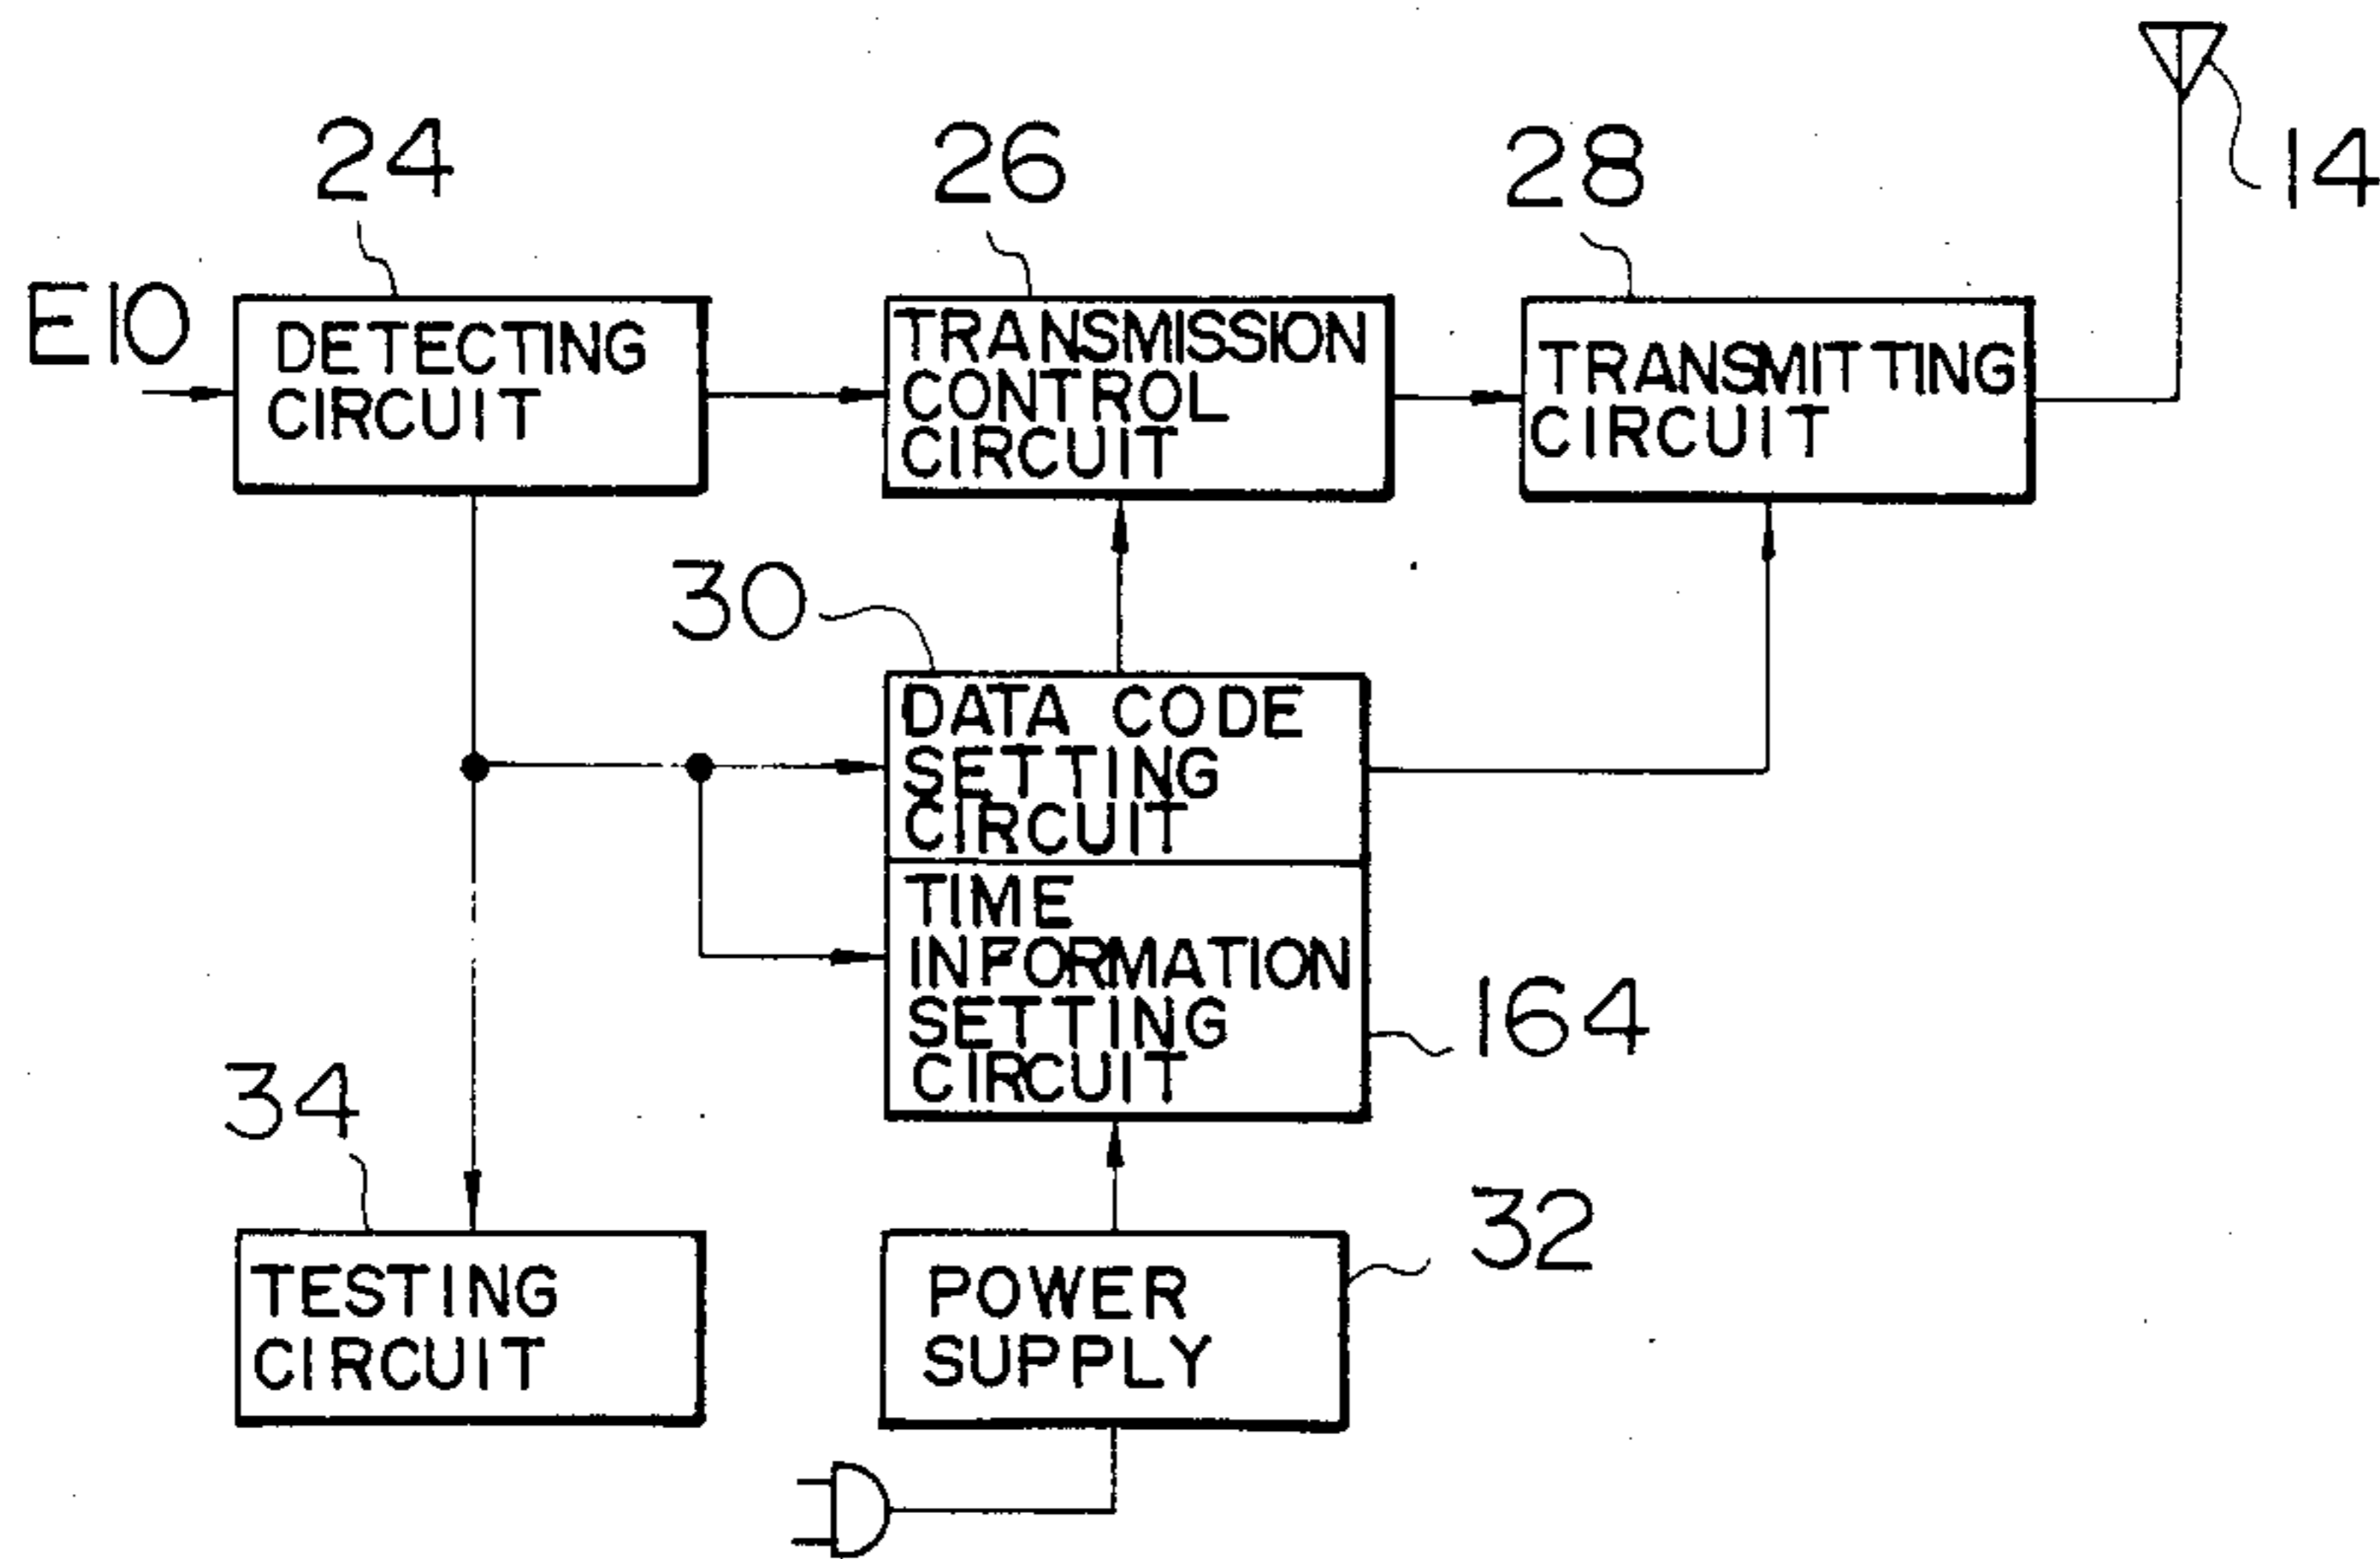 24
26
28
14
E10
DETECTING
CIRCUIT
TRANSMISSION
CONTROL
CIRCUIT
TRANSMITTING
CIRCUIT
30
DATA CODE
SETTING
CIRCUIT
TIME
INFORMATION
SETTING
CIRCUIT
164
34
32
TESTING
CIRCUIT
POWER
SUPPLY